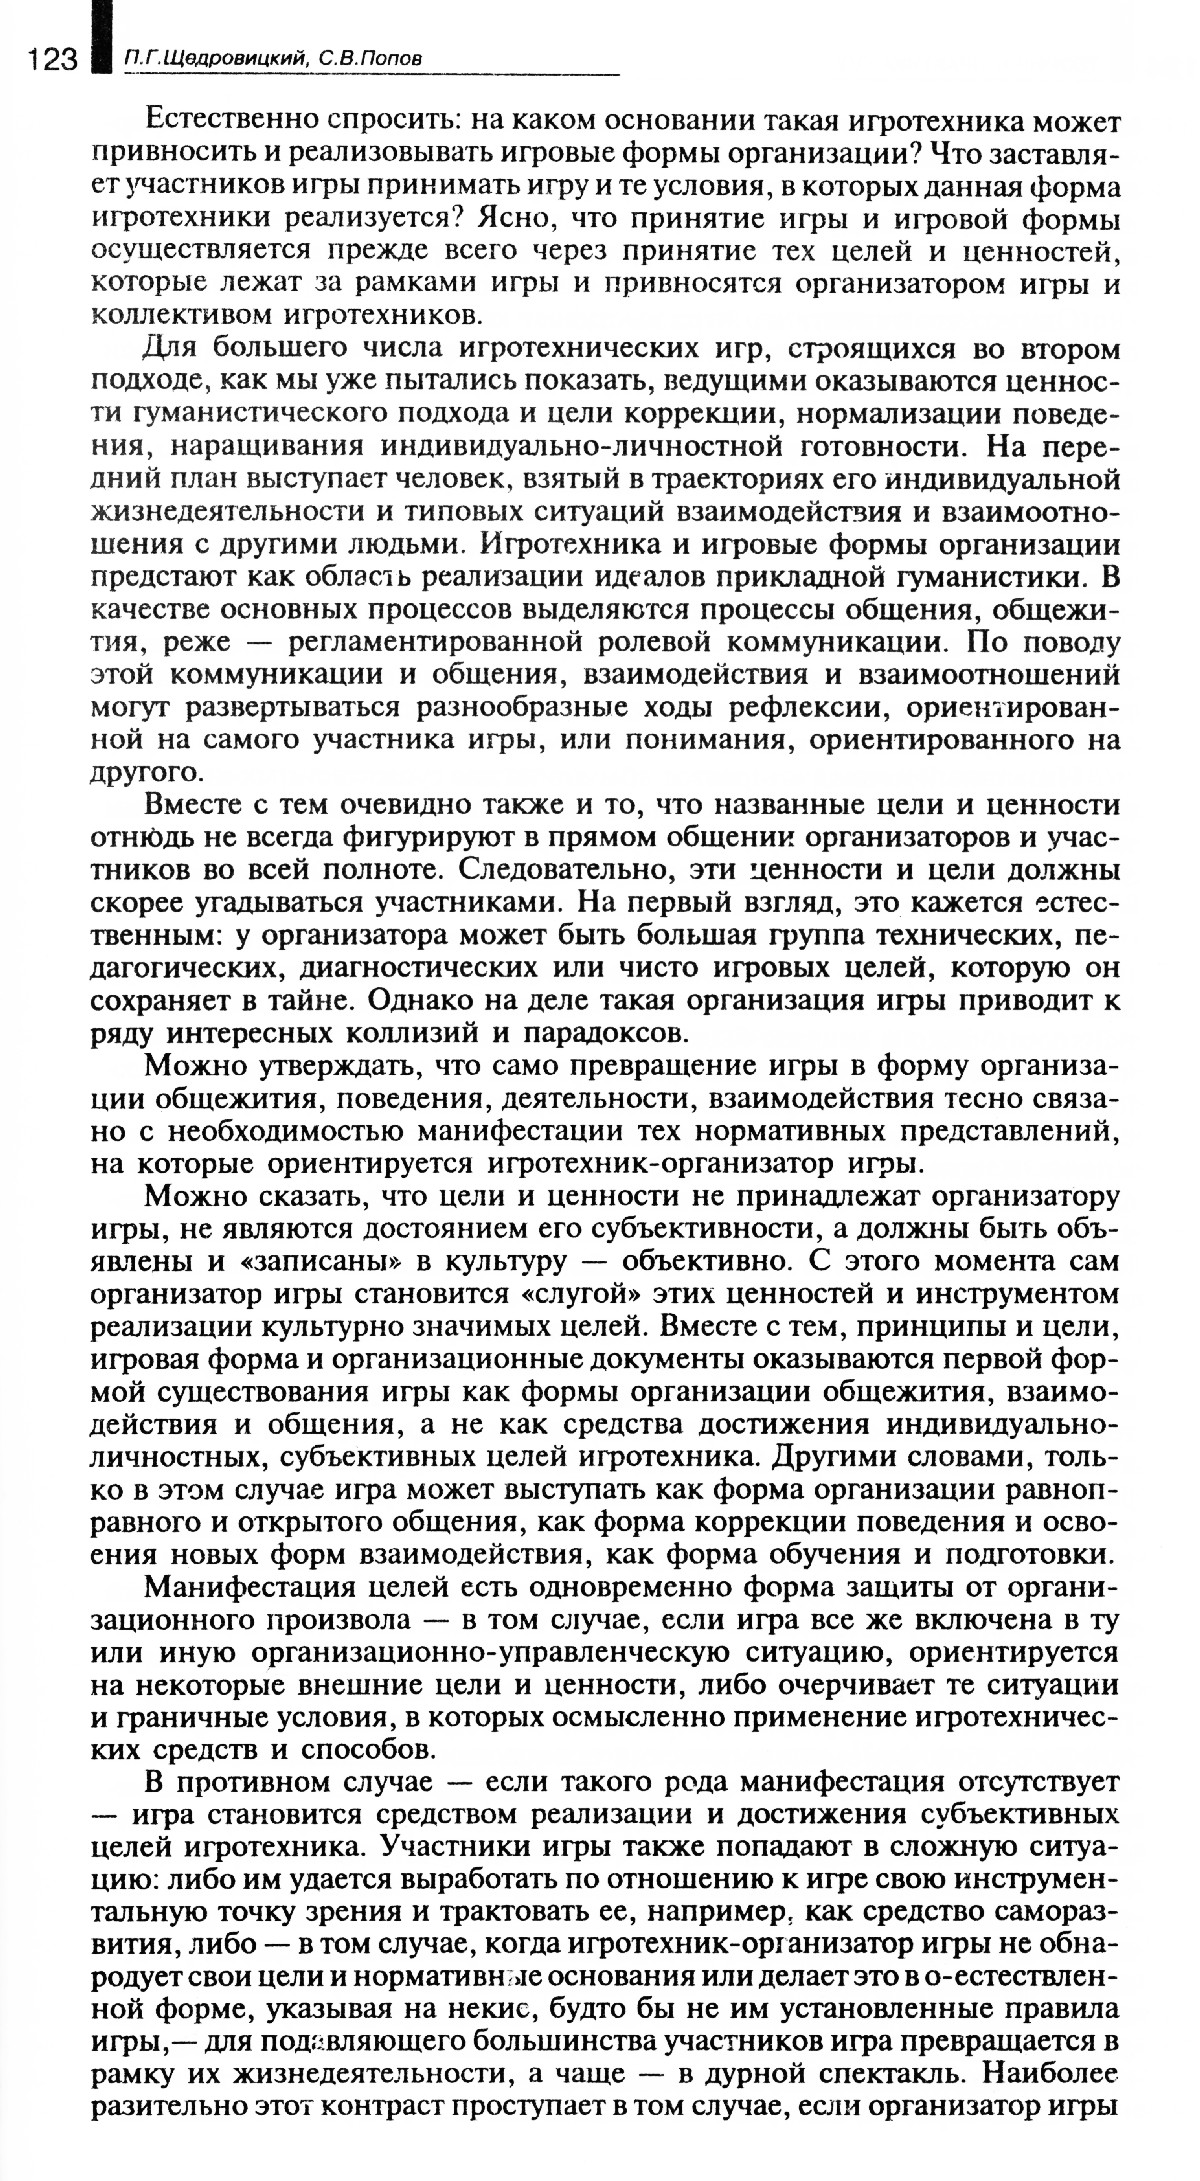 123
П.Г.Щедровицкий, С.В.Попов
Естественно спросить: на каком основании такая игротехника может
привносить и реализовывать игровые формы организации? Что заставля-
ет участников игры принимать игру и те условия, в которых данная форма
игротехники реализуется? Ясно, что принятие игры и игровой формы
осуществляется прежде всего через принятие тех целей и ценностей,
которые лежат за рамками игры и привносятся организатором игры и
коллективом игротехников.
Для большего числа игротехнических игр, строящихся во втором
подходе, как мы уже пытались показать, ведущими оказываются ценнос-
ти гуманистического подхода и цели коррекции, нормализации поведе-
ния, наращивания индивидуально-личностной готовности. На пере-
дний план выступает человек, взятый в траекториях его индивидуальной
жизнедеятельности и типовых ситуаций взаимодействия и взаимоотно-
шения с другими людьми. Игротехника и игровые формы организации
предстают как область реализации идеалов прикладной гуманистики. В
качестве основных процессов выделяются процессы общения, общежи-
тия, реже — регламентированной ролевой коммуникации. По поводу
этой коммуникации и общения, взаимодействия и взаимоотношений
могут развертываться разнообразные ходы рефлексии, ориентирован-
ной на самого участника игры, или понимания, ориентированного на
другого.
Вместе с тем очевидно также и то, что названные цели и ценности
отнюдь не всегда фигурируют в прямом общении организаторов и учас-
тников во всей полноте. Следовательно, эти ценности и цели должны
скорее угадываться участниками. На первый взгляд, это кажется естес-
твенным: у организатора может быть большая группа технических, пе-
дагогических, диагностических или чисто игровых целей, которую он
сохраняет в тайне. Однако на деле такая организация игры приводит к
ряду интересных коллизий и парадоксов.
Можно утверждать, что само превращение игры в форму организа-
ции общежития, поведения, деятельности, взаимодействия тесно связа-
но с необходимостью манифестации тех нормативных представлений,
на которые ориентируется игротехник-организатор игры.
Можно сказать, что цели и ценности не принадлежат организатору
игры, не являются достоянием его субъективности, а должны быть объ-
явлены и «записаны» в культуру — объективно. С этого момента сам
организатор игры становится «слугой» этих ценностей и инструментом
реализации культурно значимых целей. Вместе с тем, принципы и цели,
игровая форма и организационные документы оказываются первой фор-
мой существования игры как формы организации общежития, взаимо-
действия и общения, а не как средства достижения индивидуально-
личностных, субъективных целей игротехника. Другими словами, толь-
ко в этом случае игра может выступать как форма организации равноп-
равного и открытого общения, как форма коррекции поведения и осво-
ения новых форм взаимодействия, как форма обучения и подготовки.
Манифестация целей есть одновременно форма защиты от органи-
зационного произвола — в том случае, если игра все же включена в ту
или иную организационно-управленческую ситуацию, ориентируется
на некоторые внешние цели и ценности, либо очерчивает те ситуации
и граничные условия, в которых осмысленно применение игротехничес-
ких средств и способов.
В противном случае — если такого рода манифестация отсутствует
— игра становится средством реализации и достижения субъективных
целей игротехника. Участники игры также попадают в сложную ситуа-
цию: либо им удается выработать по отношению к игре свою инструмен-
тальную точку зрения и трактовать ее, например, как средство самораз-
вития, либо — в том случае, когда игротехник-организатор игры не обна-
родует свои цели и нормативные основания или делает это в о-естествлен-
ной форме, указывая на некие, будто бы не им установленные правила
игры,— для подавляющего большинства участников игра превращается в
рамку их жизнедеятельности, а чаще — в дурной спектакль. Наиболее
разительно этот контраст проступает в том случае, если организатор игры